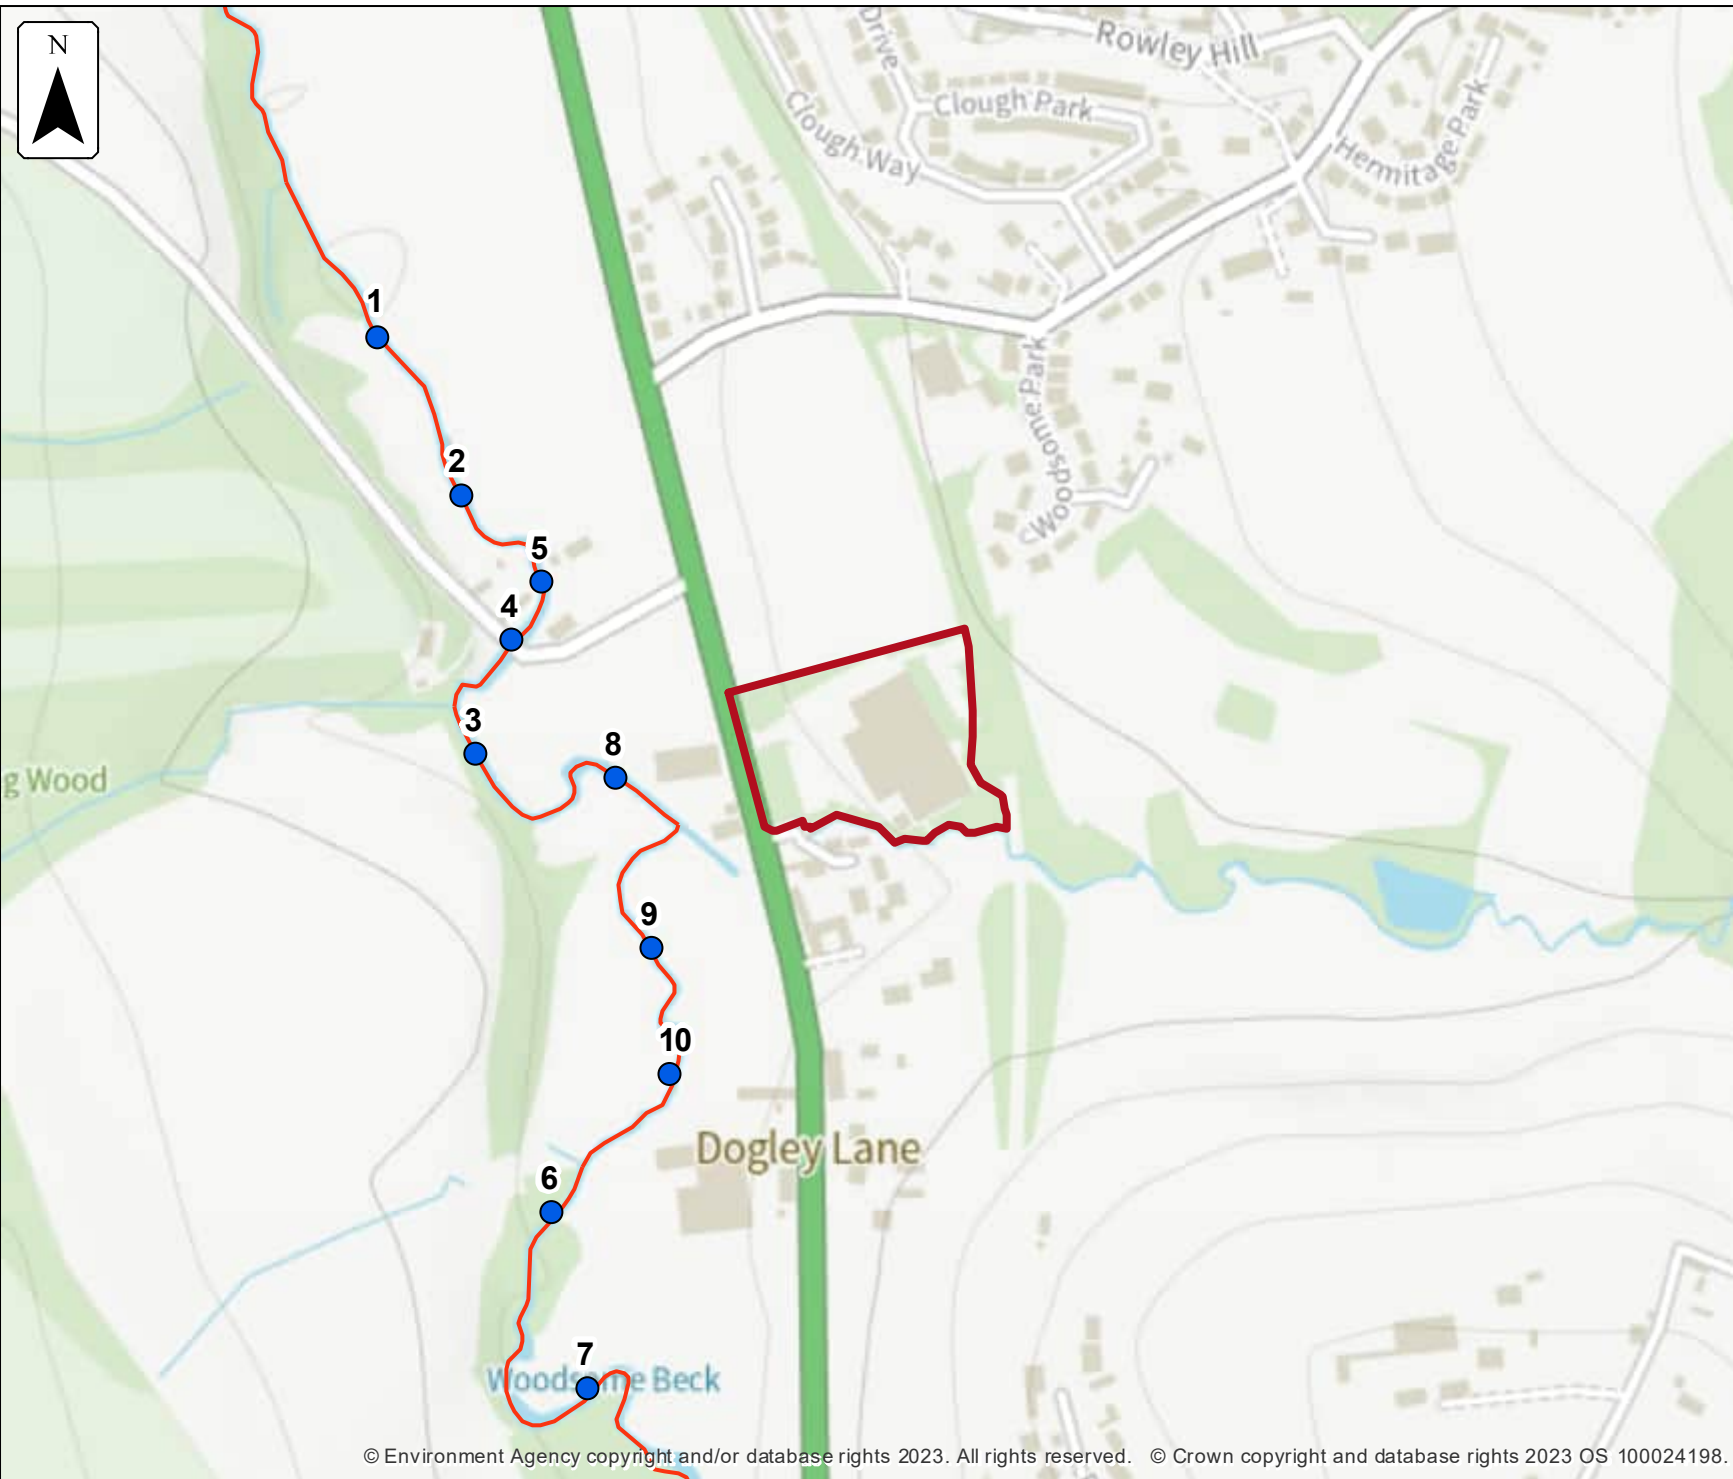 N
Drive
Rowley Hill
Clough Park
Clough Way
Hermitage Park
1
Woodsome Park
2
5
4
3
8
g Wood
9
10
Dogley Lane
6
7
Woodsome Beck
© Environment Agency copyright and/or database rights 2023. All rights reserved. © Crown copyright and database rights 2023 OS 100024198.